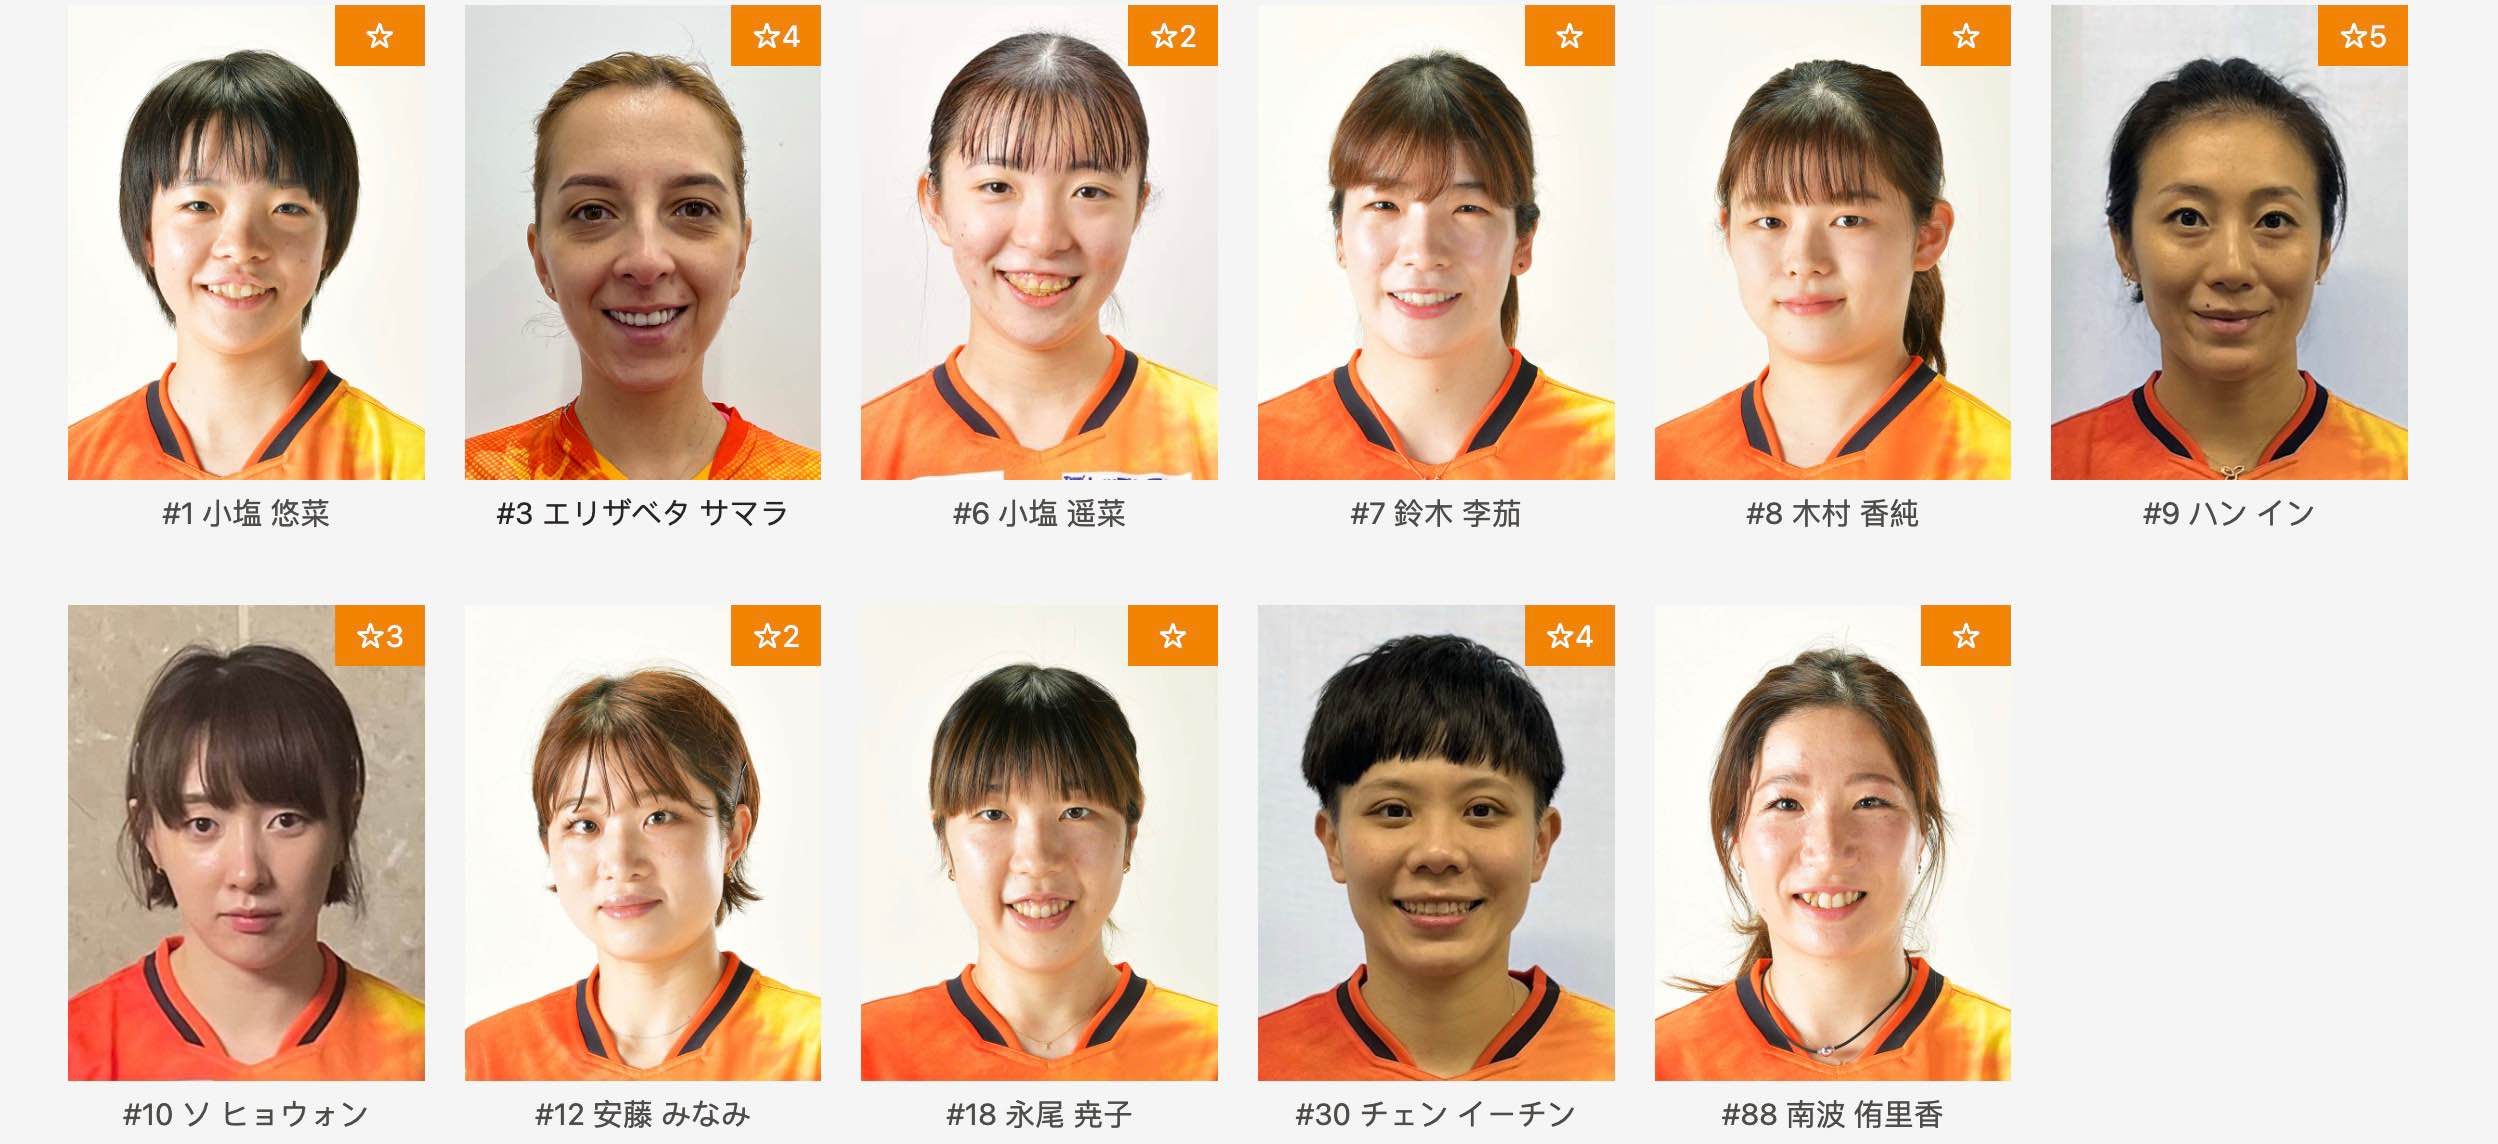 ☆
☆4
☆2
☆
☆
☆5
#1 小塩 悠菜
#3 エリザベタ サマラ
#6 小塩 遥菜
#7 鈴木 李茄
#8 木村 香純
#9 ハン イン
☆3
☆2
☆
☆4
☆
#10 ソ ヒョウォン
#12 安藤 みなみ
#18 永尾 尭子
#30 チェン イーチン
#88 南波 侑里香